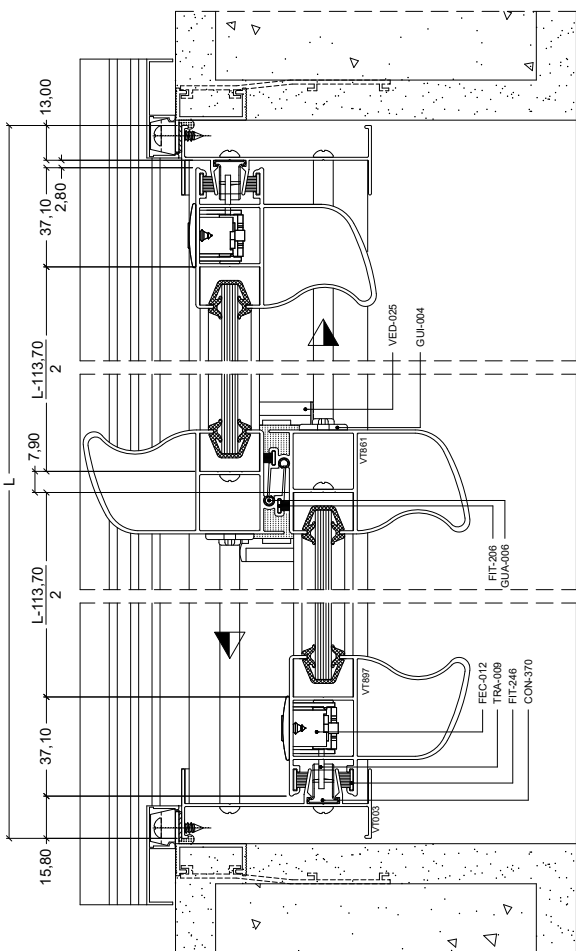 L
13,00
2,80
37,10
L-113,70
2
7,90
L-113,70
2
37,10
15,80
VED-025
GUI-004
VT861
FIT-206
GUA-006
VT897
FEC-012
TRA-009
FIT-246
CON-370
VT003